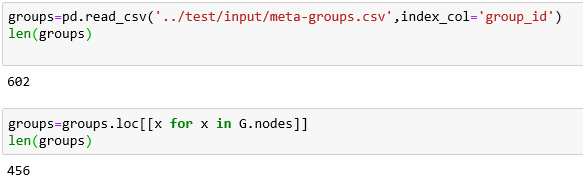 groups=pd.read_csv('../test/input/meta-groups.csv',index_col='group_id')
len(groups)
602
groups=groups.loc[[x for x in G.nodes]]
len(groups)
456